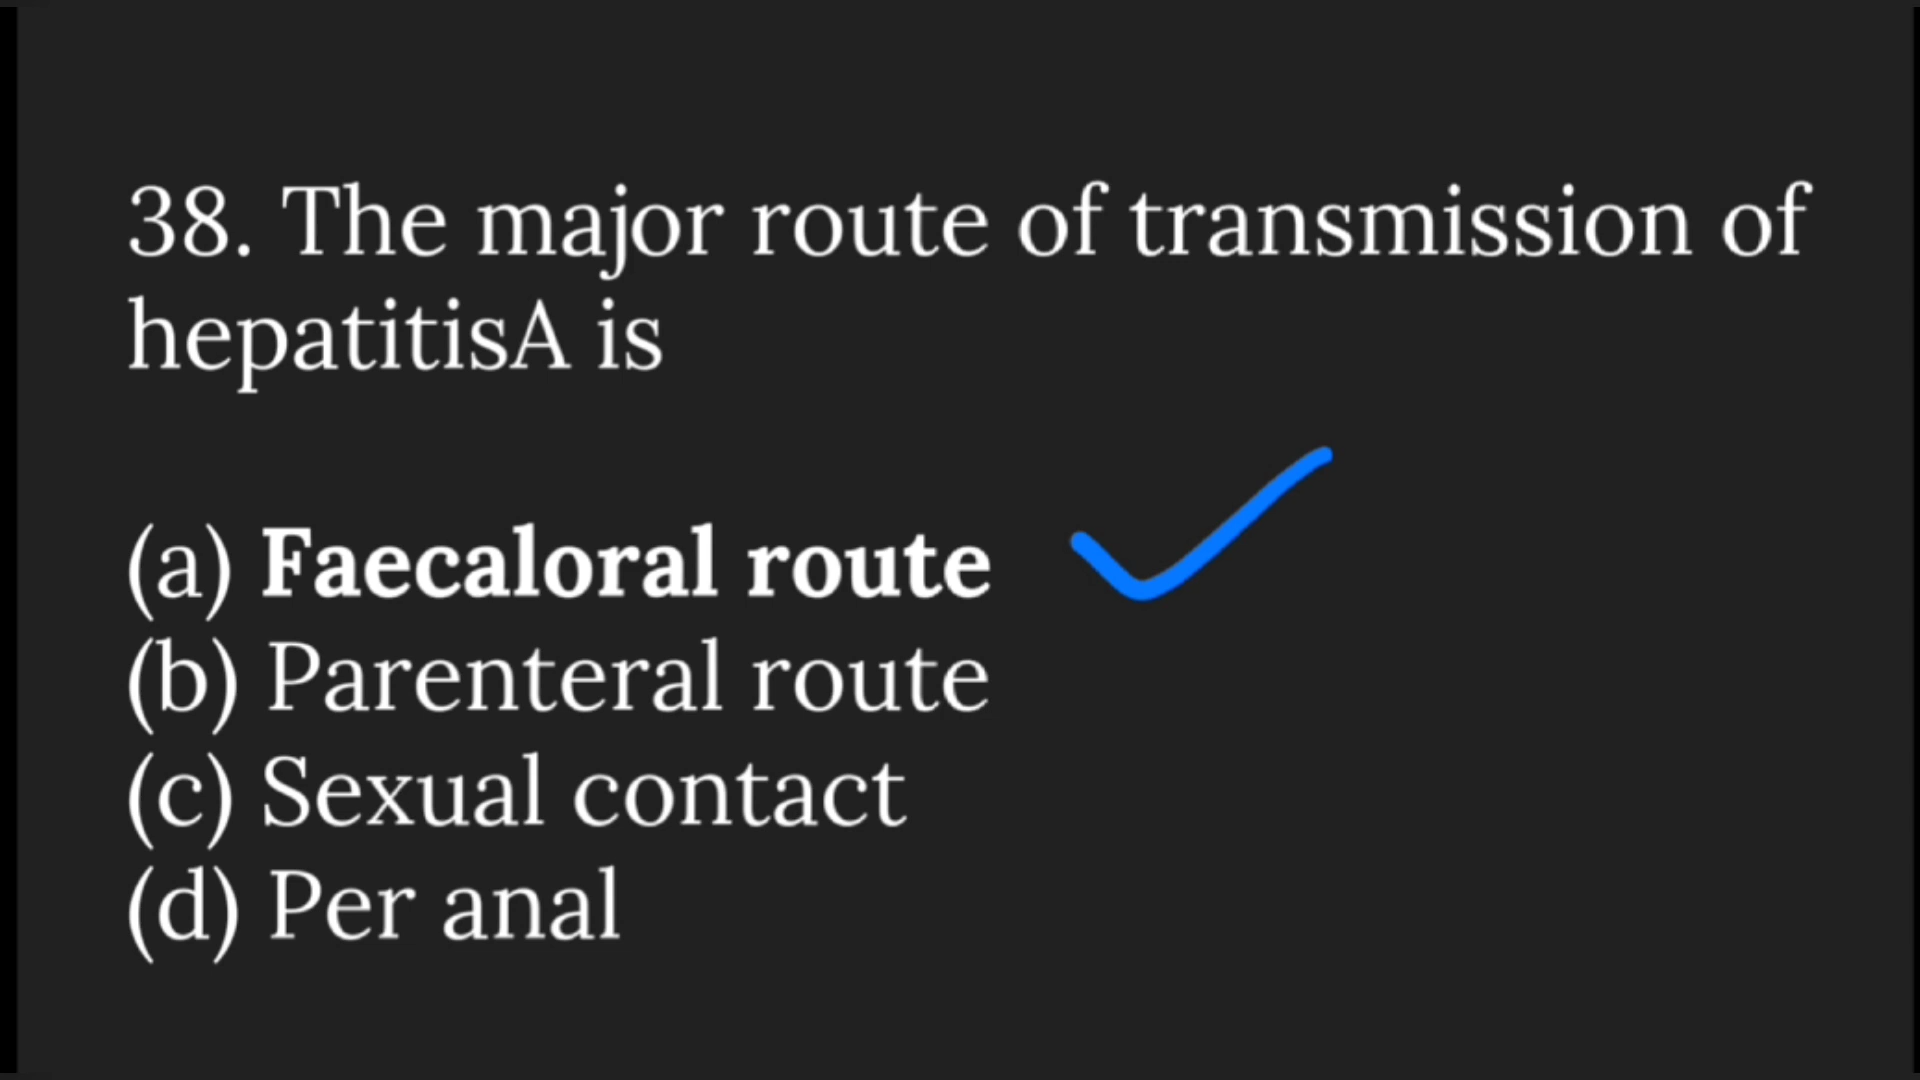 38. The major route of transmission of
hepatitisA is
(a) Faecaloral route
(b) Parenteral route
(c) Sexual contact
(d) Per anal